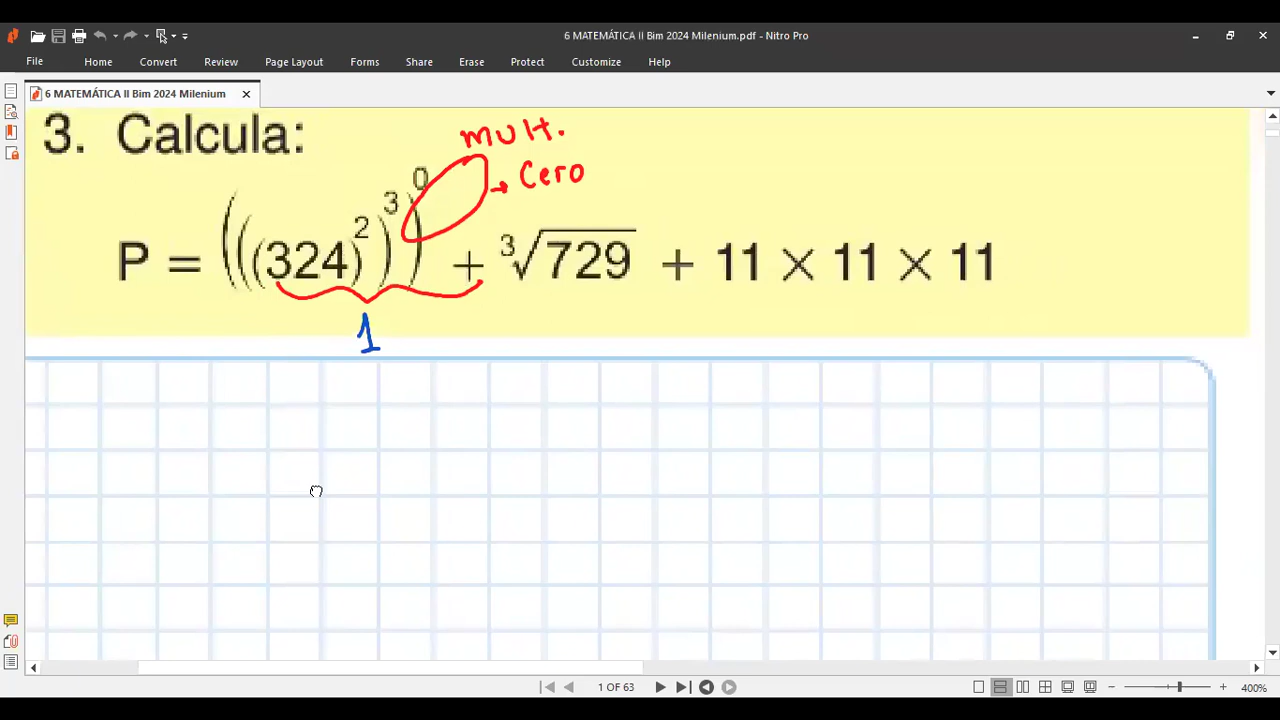 6 MATEMÁTICA II Bim 2024 Milenium.pdf - Nitro Pro
File Home Convert Review Page Layout Forms Share Erase Protect Customize Help
6 MATEMÁTICA II Bim 2024 Milenium
3. Calcula:
mult.
→ Cero
P = (((324)²)³)⁰ + ³√729 + 11 × 11 × 11
1
1 OF 63
400%